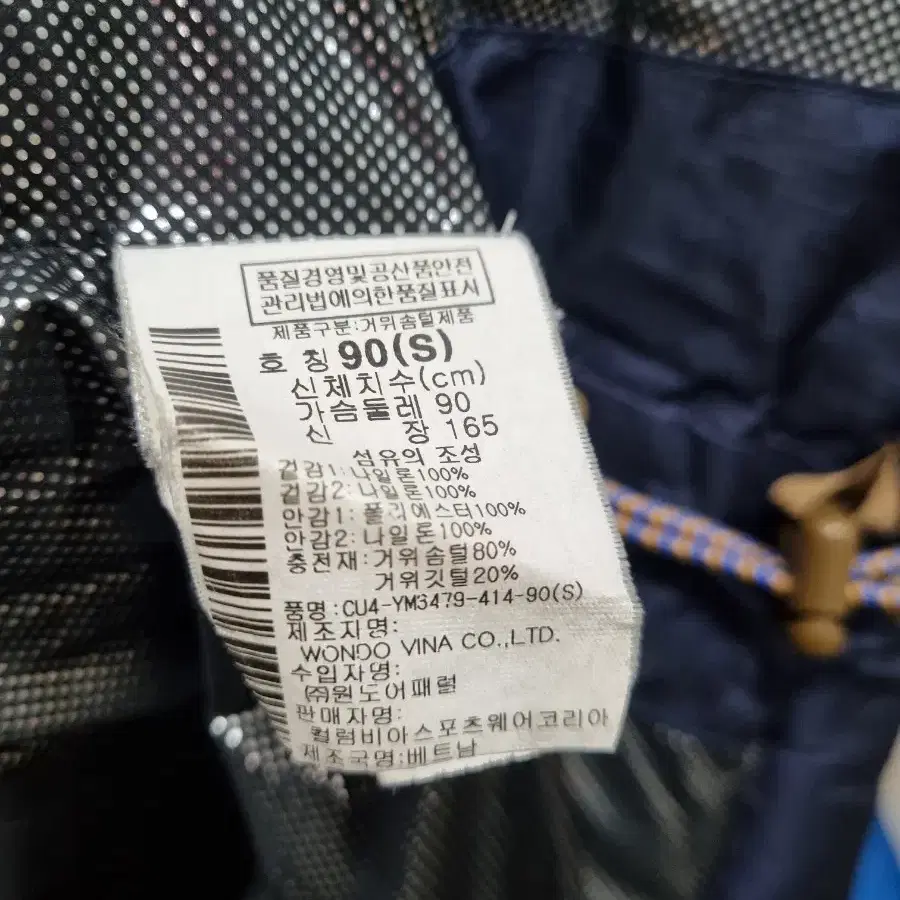 품질경영및공산품안전
관리법에의한품질표시
제품구분:거위솜털제품
호 칭 90(S)
신체치수(cm)
가슴둘레 90
신 장 165
섬유의 조성
겉감1: 나일론100%
겉감2: 나일론100%
안감1: 폴리에스터100%
안감2: 나일론100%
충전재: 거위솜털80%
거위깃털20%
품명:CU4-YM3479-414-90(S)
제조자명:
WONDO VINA CO.,LTD.
수입자명:
㈜원도어패럴
판매자명:
컬럼비아스포츠웨어코리아
제조국명:베트남